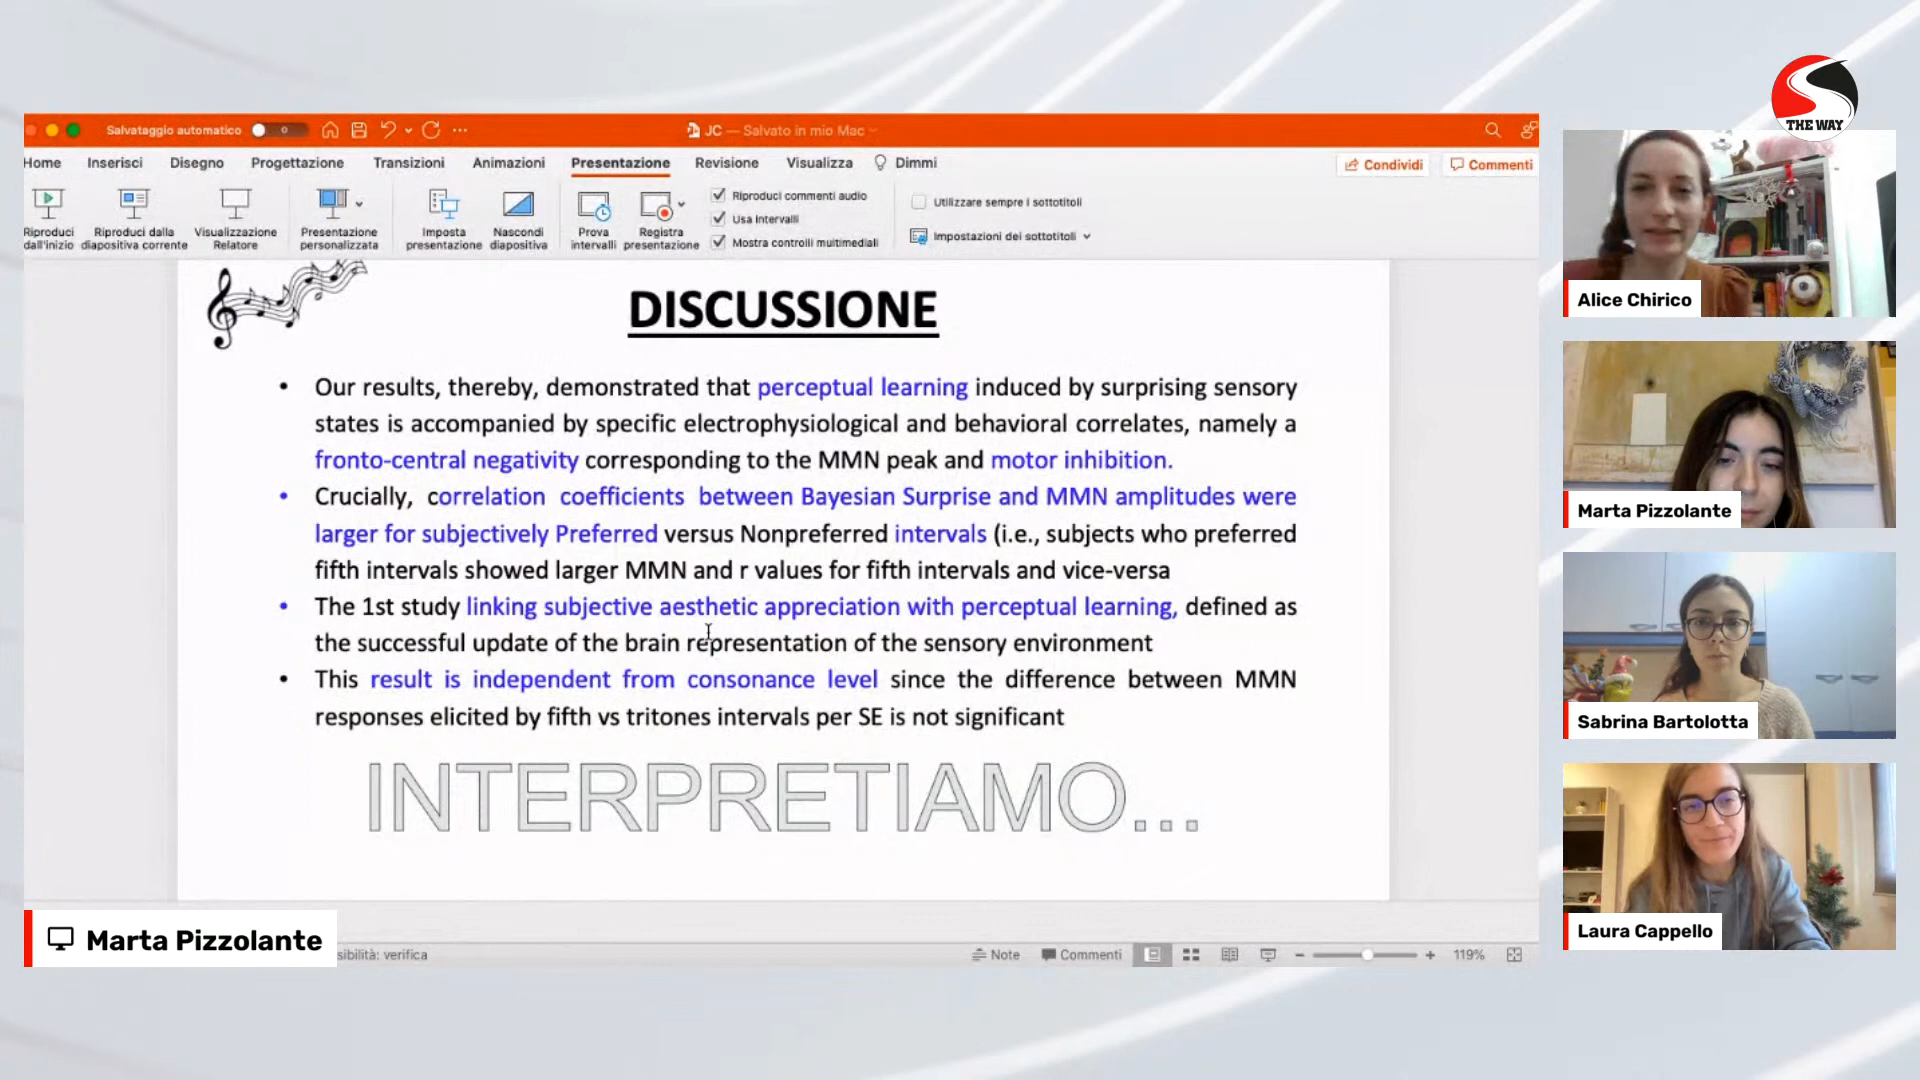 THE WAY
Salvataggio automatico
JC — Salvato in mio Mac
Home Inserisci Disegno Progettazione Transizioni Animazioni Presentazione Revisione Visualizza Dimmi
Condividi Commenti
Riproduci dall'inizio
Riproduci dalla diapositiva corrente
Visualizzazione Relatore
Presentazione personalizzata
Imposta presentazione
Nascondi diapositiva
Prova intervalli
Registra presentazione
Riproduci commenti audio
Usa intervalli
Mostra controlli multimediali
Utilizzare sempre i sottotitoli
Impostazioni dei sottotitoli
DISCUSSIONE
• Our results, thereby, demonstrated that perceptual learning induced by surprising sensory
states is accompanied by specific electrophysiological and behavioral correlates, namely a
fronto-central negativity corresponding to the MMN peak and motor inhibition.
• Crucially, correlation coefficients between Bayesian Surprise and MMN amplitudes were
larger for subjectively Preferred versus Nonpreferred intervals (i.e., subjects who preferred
fifth intervals showed larger MMN and r values for fifth intervals and vice-versa
• The 1st study linking subjective aesthetic appreciation with perceptual learning, defined as
the successful update of the brain representation of the sensory environment
• This result is independent from consonance level since the difference between MMN
responses elicited by fifth vs tritones intervals per SE is not significant
INTERPRETIAMO...
Marta Pizzolante
sibilità: verifica
Note Commenti 119%
Alice Chirico
Marta Pizzolante
Sabrina Bartolotta
Laura Cappello